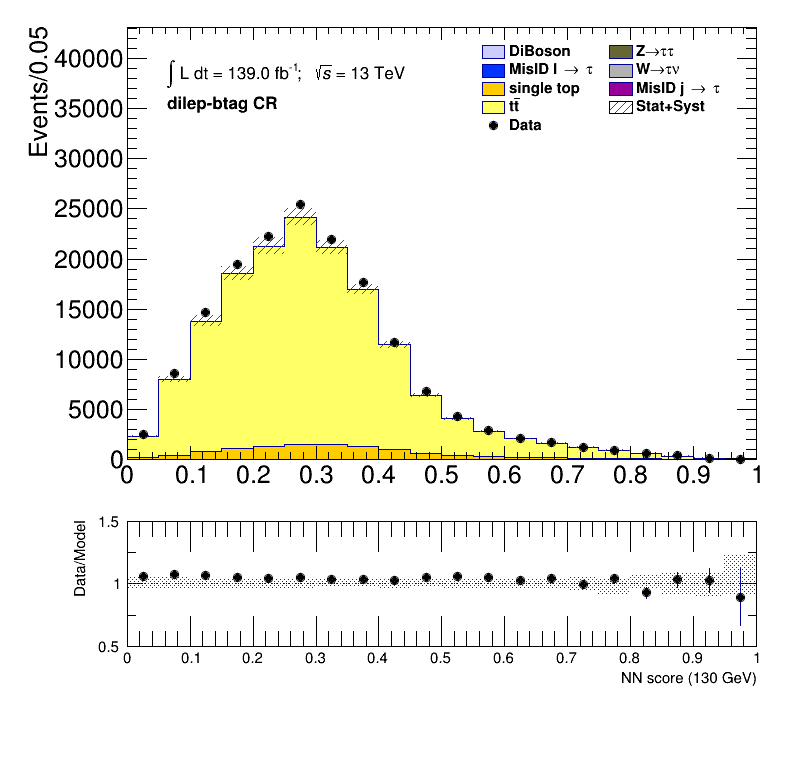 Events/0.05
40000
35000
30000
25000
20000
15000
10000
5000
0
∫ L dt = 139.0 fb⁻¹; √s = 13 TeV
dilep-btag CR
DiBoson
MisID l → τ
single top
tt̄
Data
Z→ττ
W→τν
MisID j → τ
Stat+Syst
0 0.1 0.2 0.3 0.4 0.5 0.6 0.7 0.8 0.9 1
Data/Model
1.5
1
0.5
0 0.1 0.2 0.3 0.4 0.5 0.6 0.7 0.8 0.9 1
NN score (130 GeV)